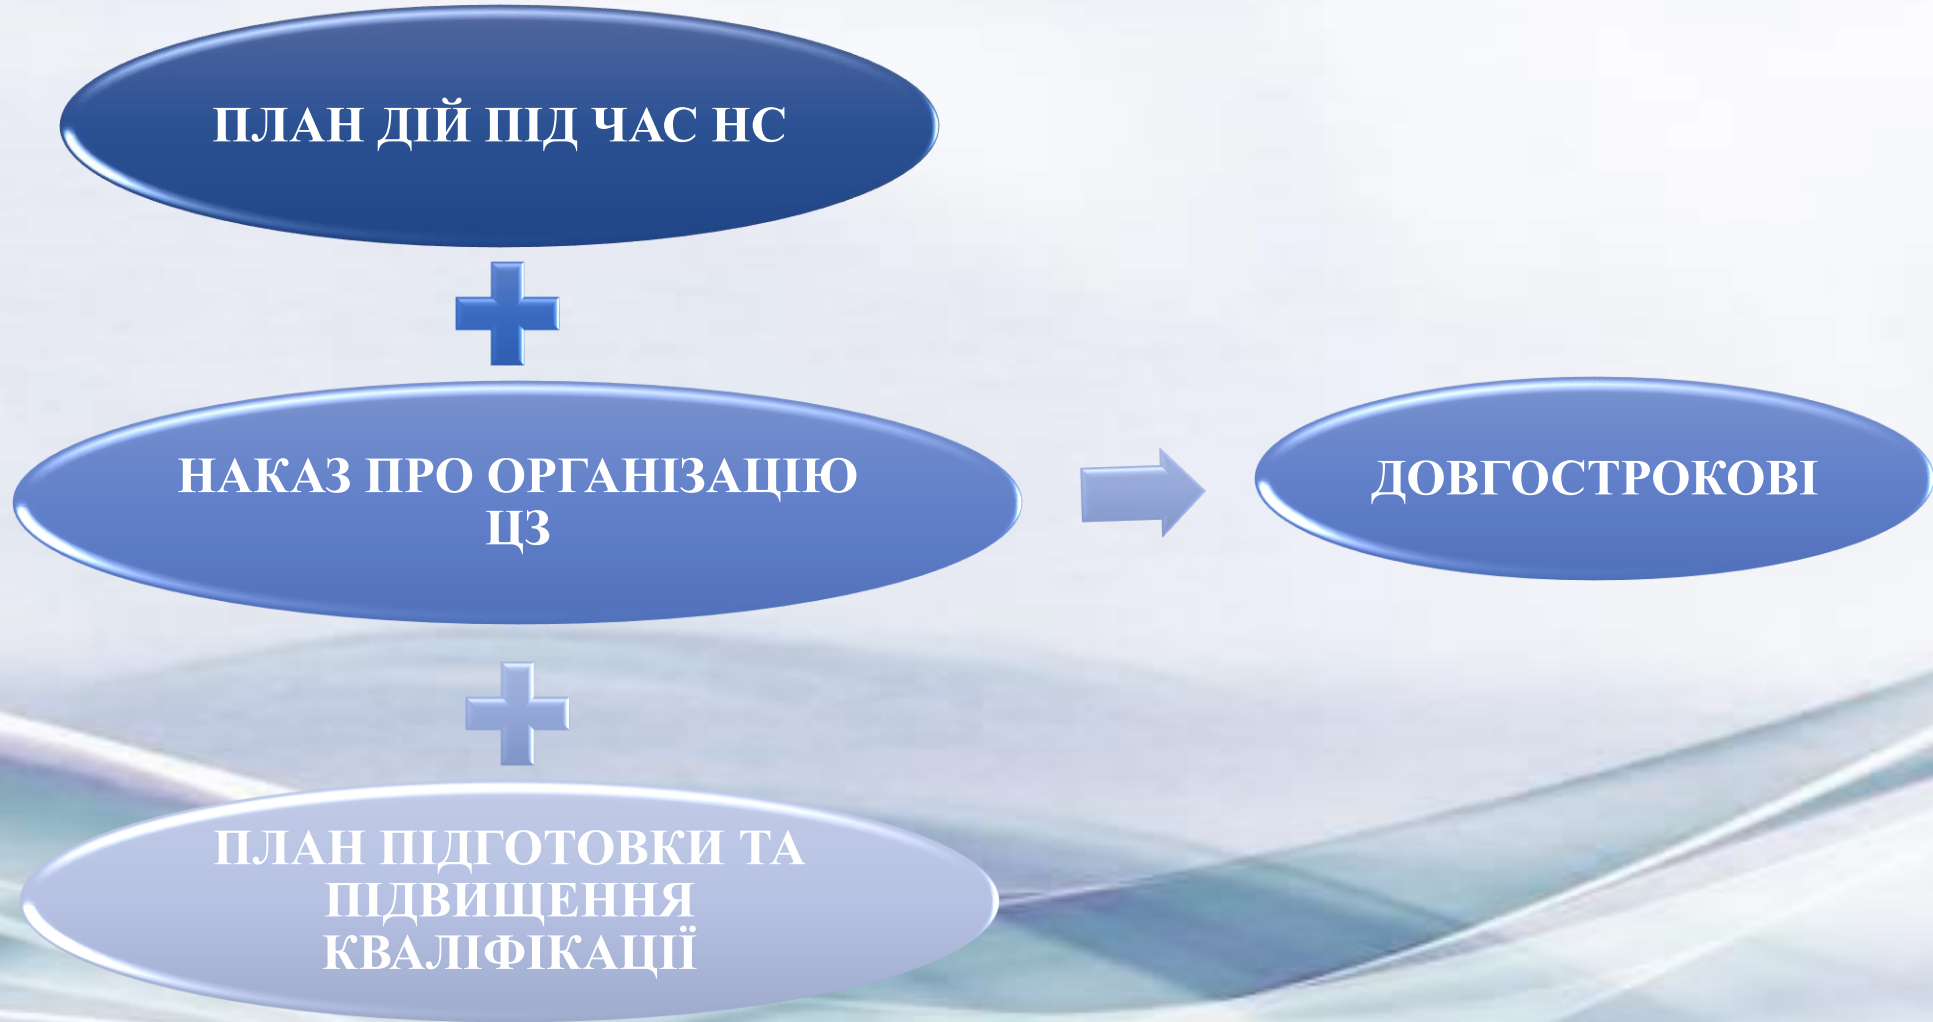 ПЛАН ДІЙ ПІД ЧАС НС
НАКАЗ ПРО ОРГАНІЗАЦІЮ
ЦЗ
ДОВГОСТРОКОВІ
ПЛАН ПІДГОТОВКИ ТА
ПІДВИЩЕННЯ
КВАЛІФІКАЦІЇ